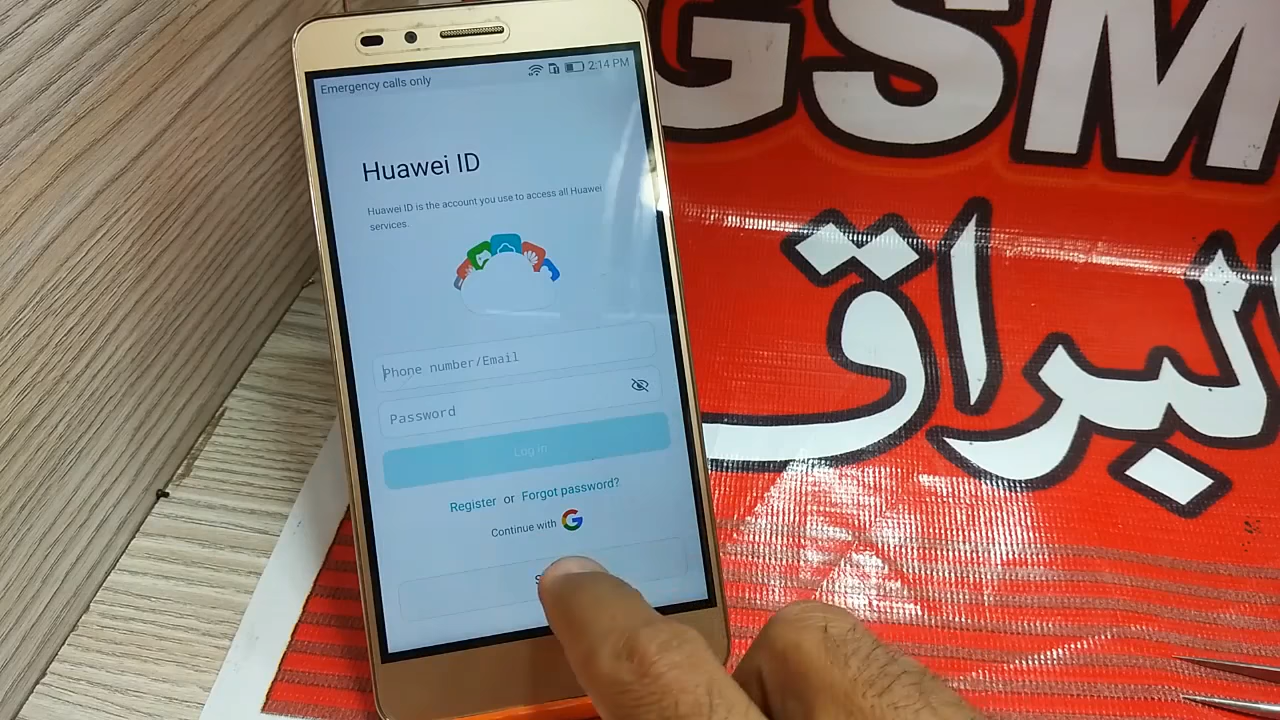 Emergency calls only
2:14 PM
Huawei ID
Huawei ID is the account you use to access all Huawei
services.
Phone number/Email
Password
Log in
Register or Forgot password?
Continue with G
GSM
البراق